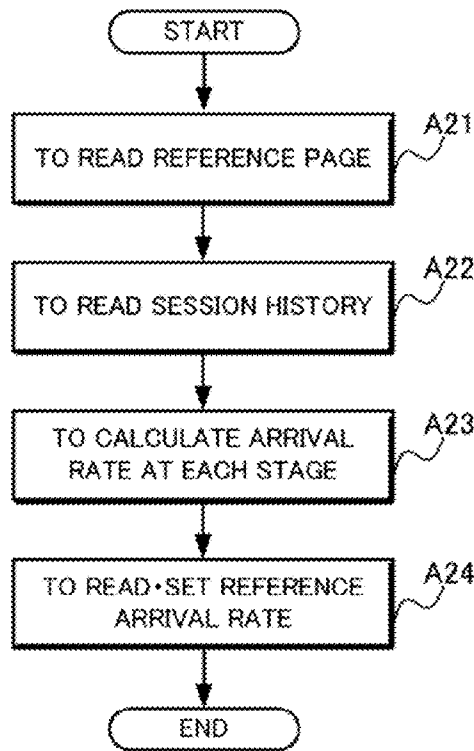 START
A21
TO READ REFERENCE PAGE
A22
TO READ SESSION HISTORY
A23
TO CALCULATE ARRIVAL
RATE AT EACH STAGE
A24
TO READ・SET REFERENCE
ARRIVAL RATE
END